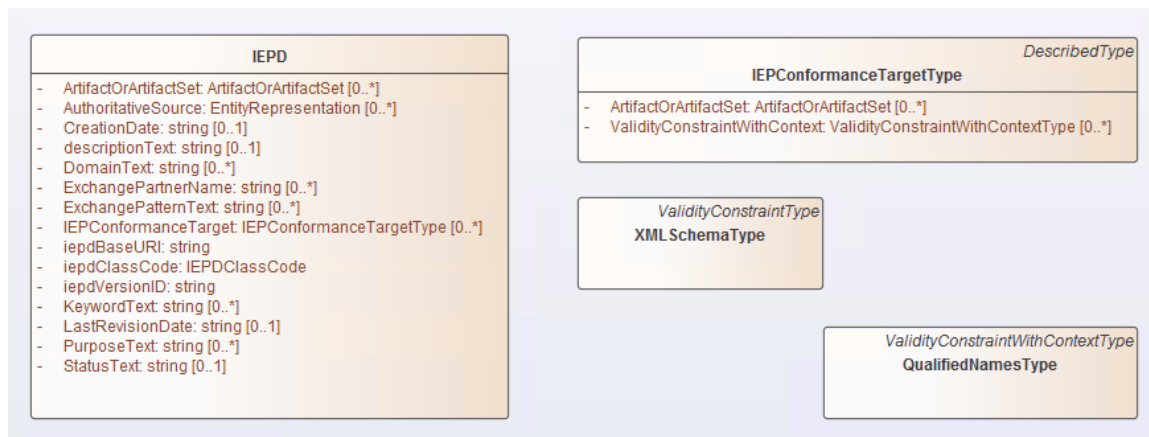 IEPD
- ArtifactOrArtifactSet: ArtifactOrArtifactSet [0..*]
- AuthoritativeSource: EntityRepresentation [0..*]
- CreationDate: string [0..1]
- descriptionText: string [0..1]
- DomainText: string [0..*]
- ExchangePartnerName: string [0..*]
- ExchangePatternText: string [0..*]
- IEPConformanceTarget: IEPConformanceTargetType [0..*]
- iepdBaseURI: string
- iepdClassCode: IEPDClassCode
- iepdVersionID: string
- KeywordText: string [0..*]
- LastRevisionDate: string [0..1]
- PurposeText: string [0..*]
- StatusText: string [0..1]
DescribedType
IEPConformanceTargetType
- ArtifactOrArtifactSet: ArtifactOrArtifactSet [0..*]
- ValidityConstraintWithContext: ValidityConstraintWithContextType [0..*]
ValidityConstraintType
XMLSchemaType
ValidityConstraintWithContextType
QualifiedNamesType